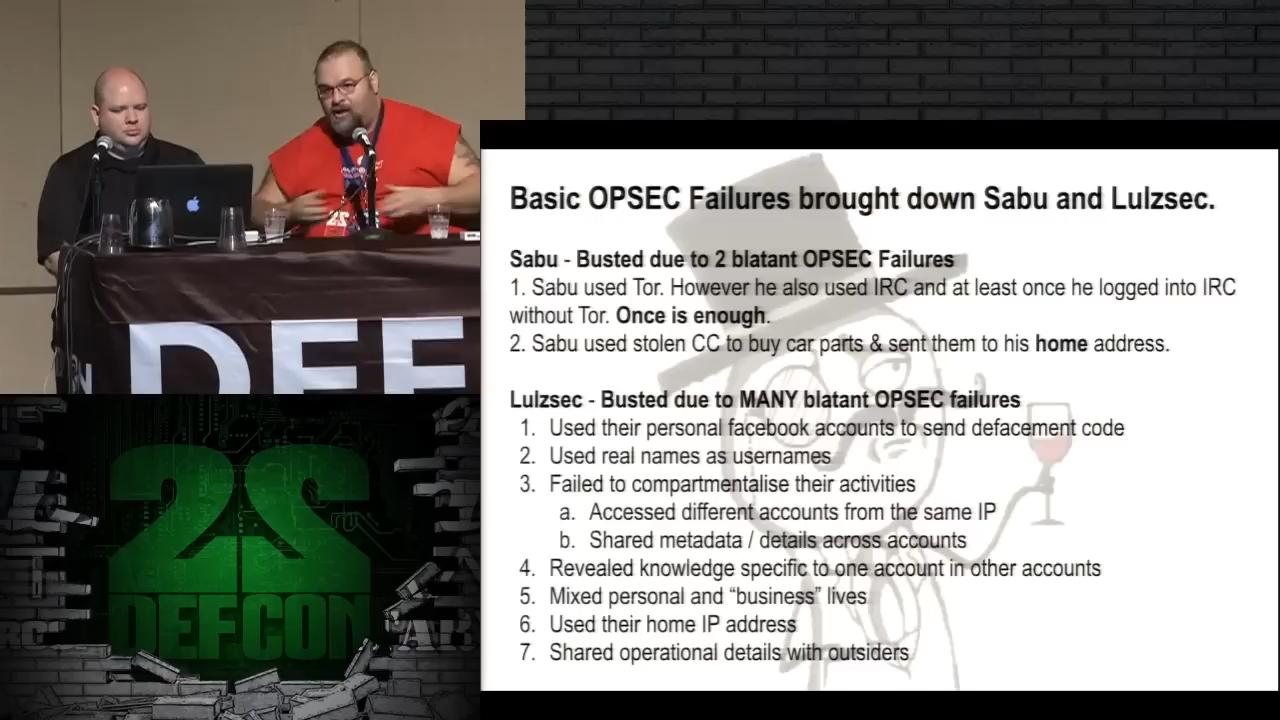 Basic OPSEC Failures brought down Sabu and Lulzsec.
Sabu - Busted due to 2 blatant OPSEC Failures
1. Sabu used Tor. However he also used IRC and at least once he logged into IRC
without Tor. Once is enough.
2. Sabu used stolen CC to buy car parts & sent them to his home address.
Lulzsec - Busted due to MANY blatant OPSEC failures
1. Used their personal facebook accounts to send defacement code
2. Used real names as usernames
3. Failed to compartmentalise their activities
a. Accessed different accounts from the same IP
b. Shared metadata / details across accounts
4. Revealed knowledge specific to one account in other accounts
5. Mixed personal and “business” lives
6. Used their home IP address
7. Shared operational details with outsiders
N
DEF
22
DEFCON